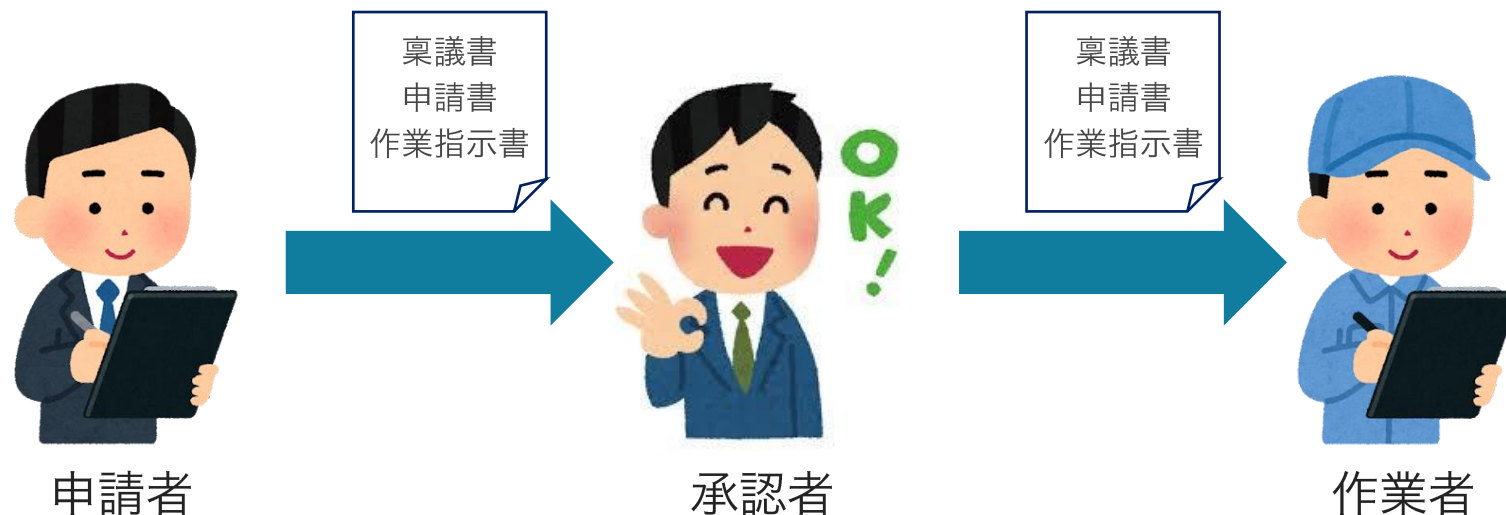 稟議書
申請書
作業指示書
稟議書
申請書
作業指示書
OK!
申請者
承認者
作業者